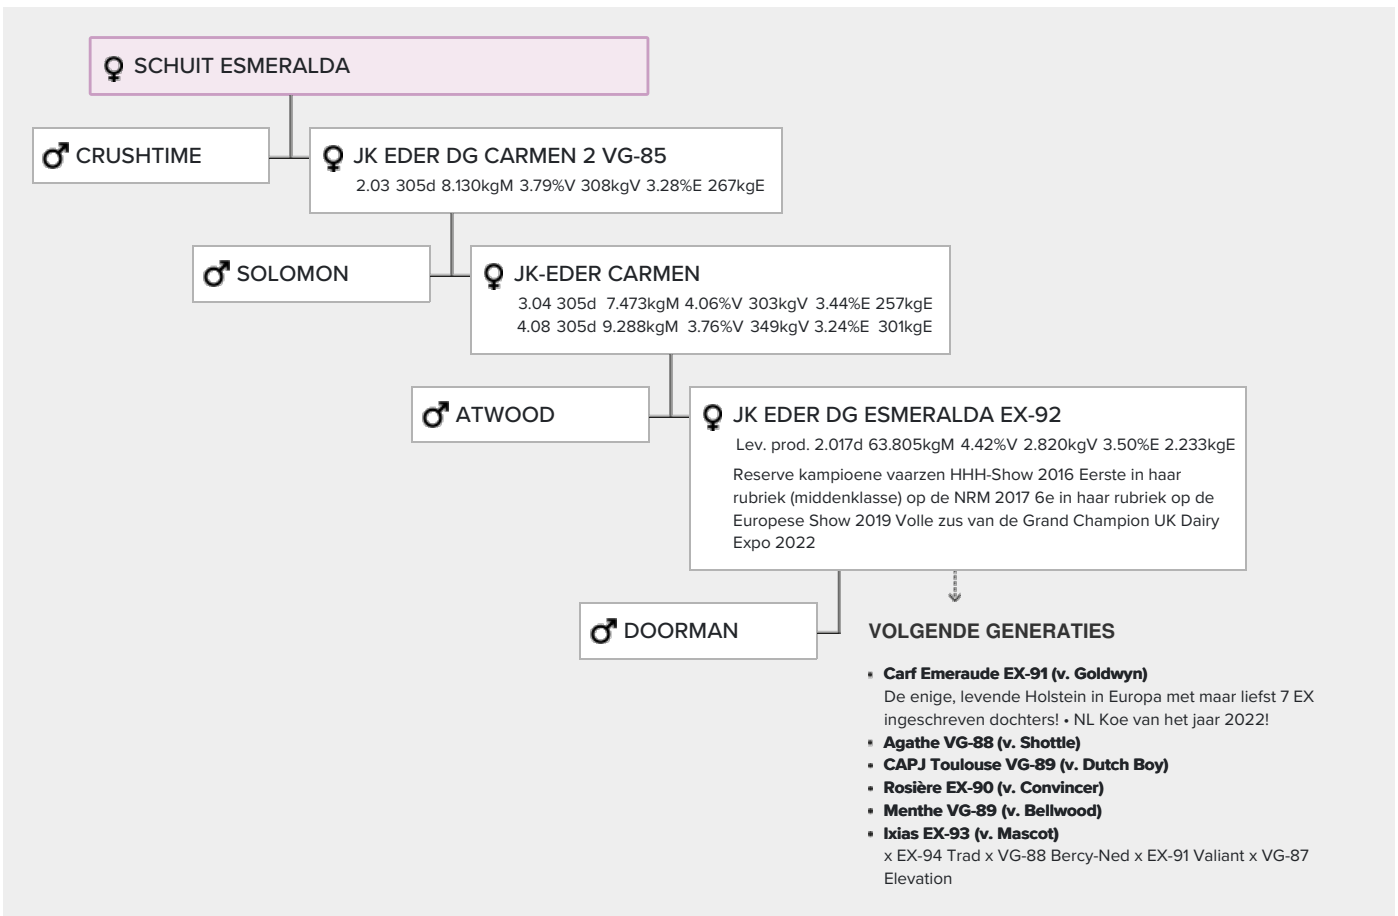 SCHUIT ESMERALDA
CRUSHTIME
JK EDER DG CARMEN 2 VG-85
2.03 305d 8.130kgM 3.79%V 308kgV 3.28%E 267kgE
SOLOMON
JK-EDER CARMEN
3.04 305d 7.473kgM 4.06%V 303kgV 3.44%E 257kgE
4.08 305d 9.288kgM 3.76%V 349kgV 3.24%E 301kgE
ATWOOD
JK EDER DG ESMERALDA EX-92
Lev. prod. 2.017d 63.805kgM 4.42%V 2.820kgV 3.50%E 2.233kgE
Reserve kampioene vaarzen HHH-Show 2016 Eerste in haar
rubriek (middenklasse) op de NRM 2017 6e in haar rubriek op de
Europese Show 2019 Volle zus van de Grand Champion UK Dairy
Expo 2022
DOORMAN
VOLGENDE GENERATIES
• Carf Emeraude EX-91 (v. Goldwyn)
De enige, levende Holstein in Europa met maar liefst 7 EX
ingeschreven dochters! • NL Koe van het jaar 2022!
• Agathe VG-88 (v. Shottle)
• CAPJ Toulouse VG-89 (v. Dutch Boy)
• Rosière EX-90 (v. Convincer)
• Menthe VG-89 (v. Bellwood)
• Ixias EX-93 (v. Mascot)
x EX-94 Trad x VG-88 Bercy-Ned x EX-91 Valiant x VG-87
Elevation